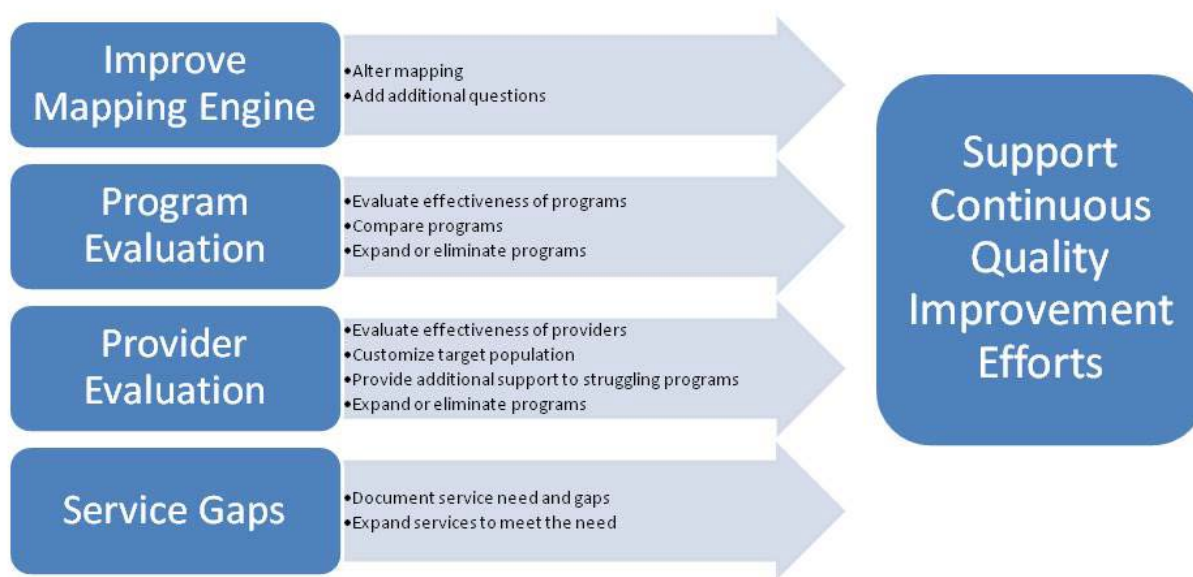 Improve
Mapping Engine
•Alter mapping
•Add additional questions
Program
Evaluation
•Evaluate effectiveness of programs
•Compare programs
•Expand or eliminate programs
Provider
Evaluation
•Evaluate effectiveness of providers
•Customize target population
•Provide additional support to struggling programs
•Expand or eliminate programs
Service Gaps
•Document service need and gaps
•Expand services to meet the need
Support
Continuous
Quality
Improvement
Efforts